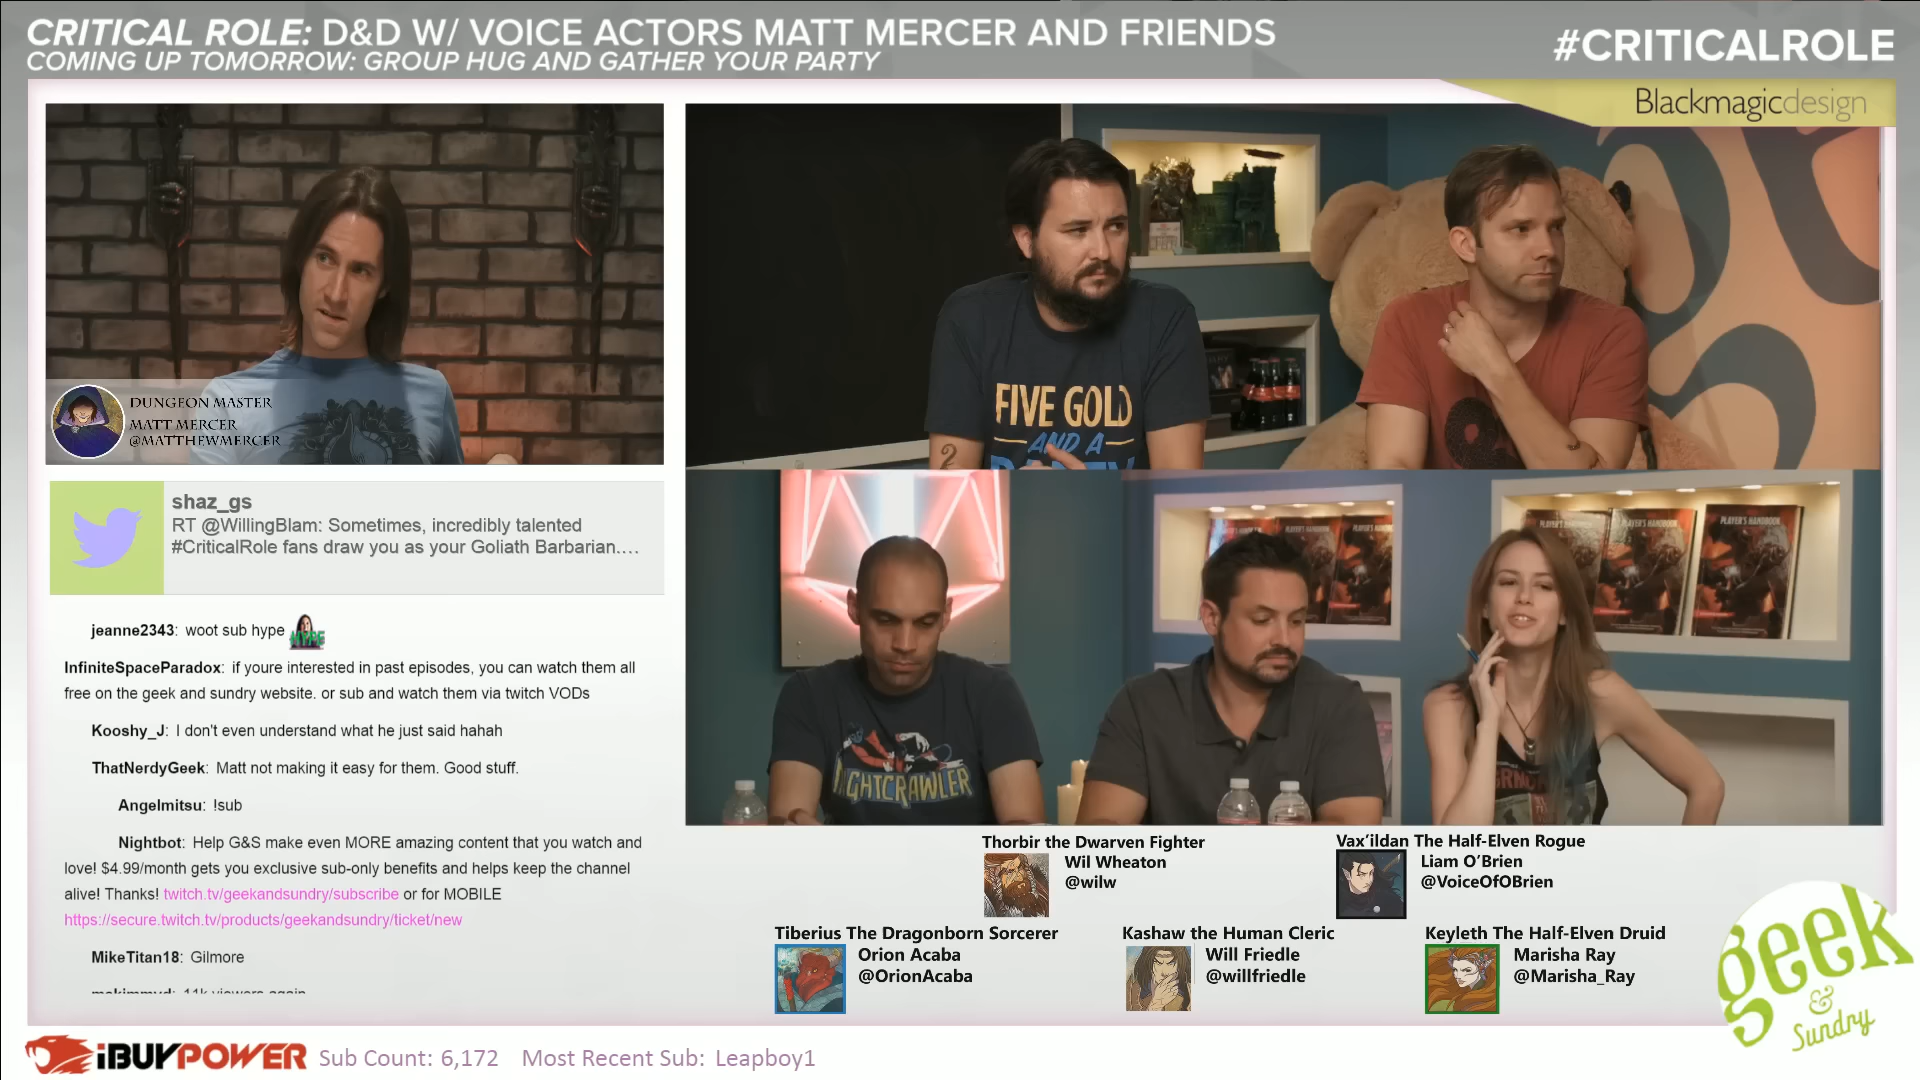 CRITICAL ROLE: D&D W/ VOICE ACTORS MATT MERCER AND FRIENDS
COMING UP TOMORROW: GROUP HUG AND GATHER YOUR PARTY
#CRITICALROLE
Blackmagicdesign
DUNGEON MASTER
MATT MERCER
@MATTHEWMERCER
FIVE GOLD
AND A
NIGHTCRAWLER
PLAYER'S HANDBOOK
PLAYER'S HANDBOOK
shaz_gs
RT @WillingBlam: Sometimes, incredibly talented
#CriticalRole fans draw you as your Goliath Barbarian....
jeanne2343: woot sub hype
HYPE
InfiniteSpaceParadox: if youre interested in past episodes, you can watch them all
free on the geek and sundry website. or sub and watch them via twitch VODs
Kooshy_J: I don't even understand what he just said hahah
ThatNerdyGeek: Matt not making it easy for them. Good stuff.
Angelmitsu: !sub
Nightbot: Help G&S make even MORE amazing content that you watch and
love! $4.99/month gets you exclusive sub-only benefits and helps keep the channel
alive! Thanks! twitch.tv/geekandsundry/subscribe or for MOBILE
https://secure.twitch.tv/products/geekandsundry/ticket/new
MikeTitan18: Gilmore
Thorbir the Dwarven Fighter
Wil Wheaton
@wilw
Vax'ildan The Half-Elven Rogue
Liam O'Brien
@VoiceOfOBrien
Tiberius The Dragonborn Sorcerer
Orion Acaba
@OrionAcaba
Kashaw the Human Cleric
Will Friedle
@willfriedle
Keyleth The Half-Elven Druid
Marisha Ray
@Marisha_Ray
geek
&
Sundry
iBUYPOWER
Sub Count: 6,172 Most Recent Sub: Leapboy1